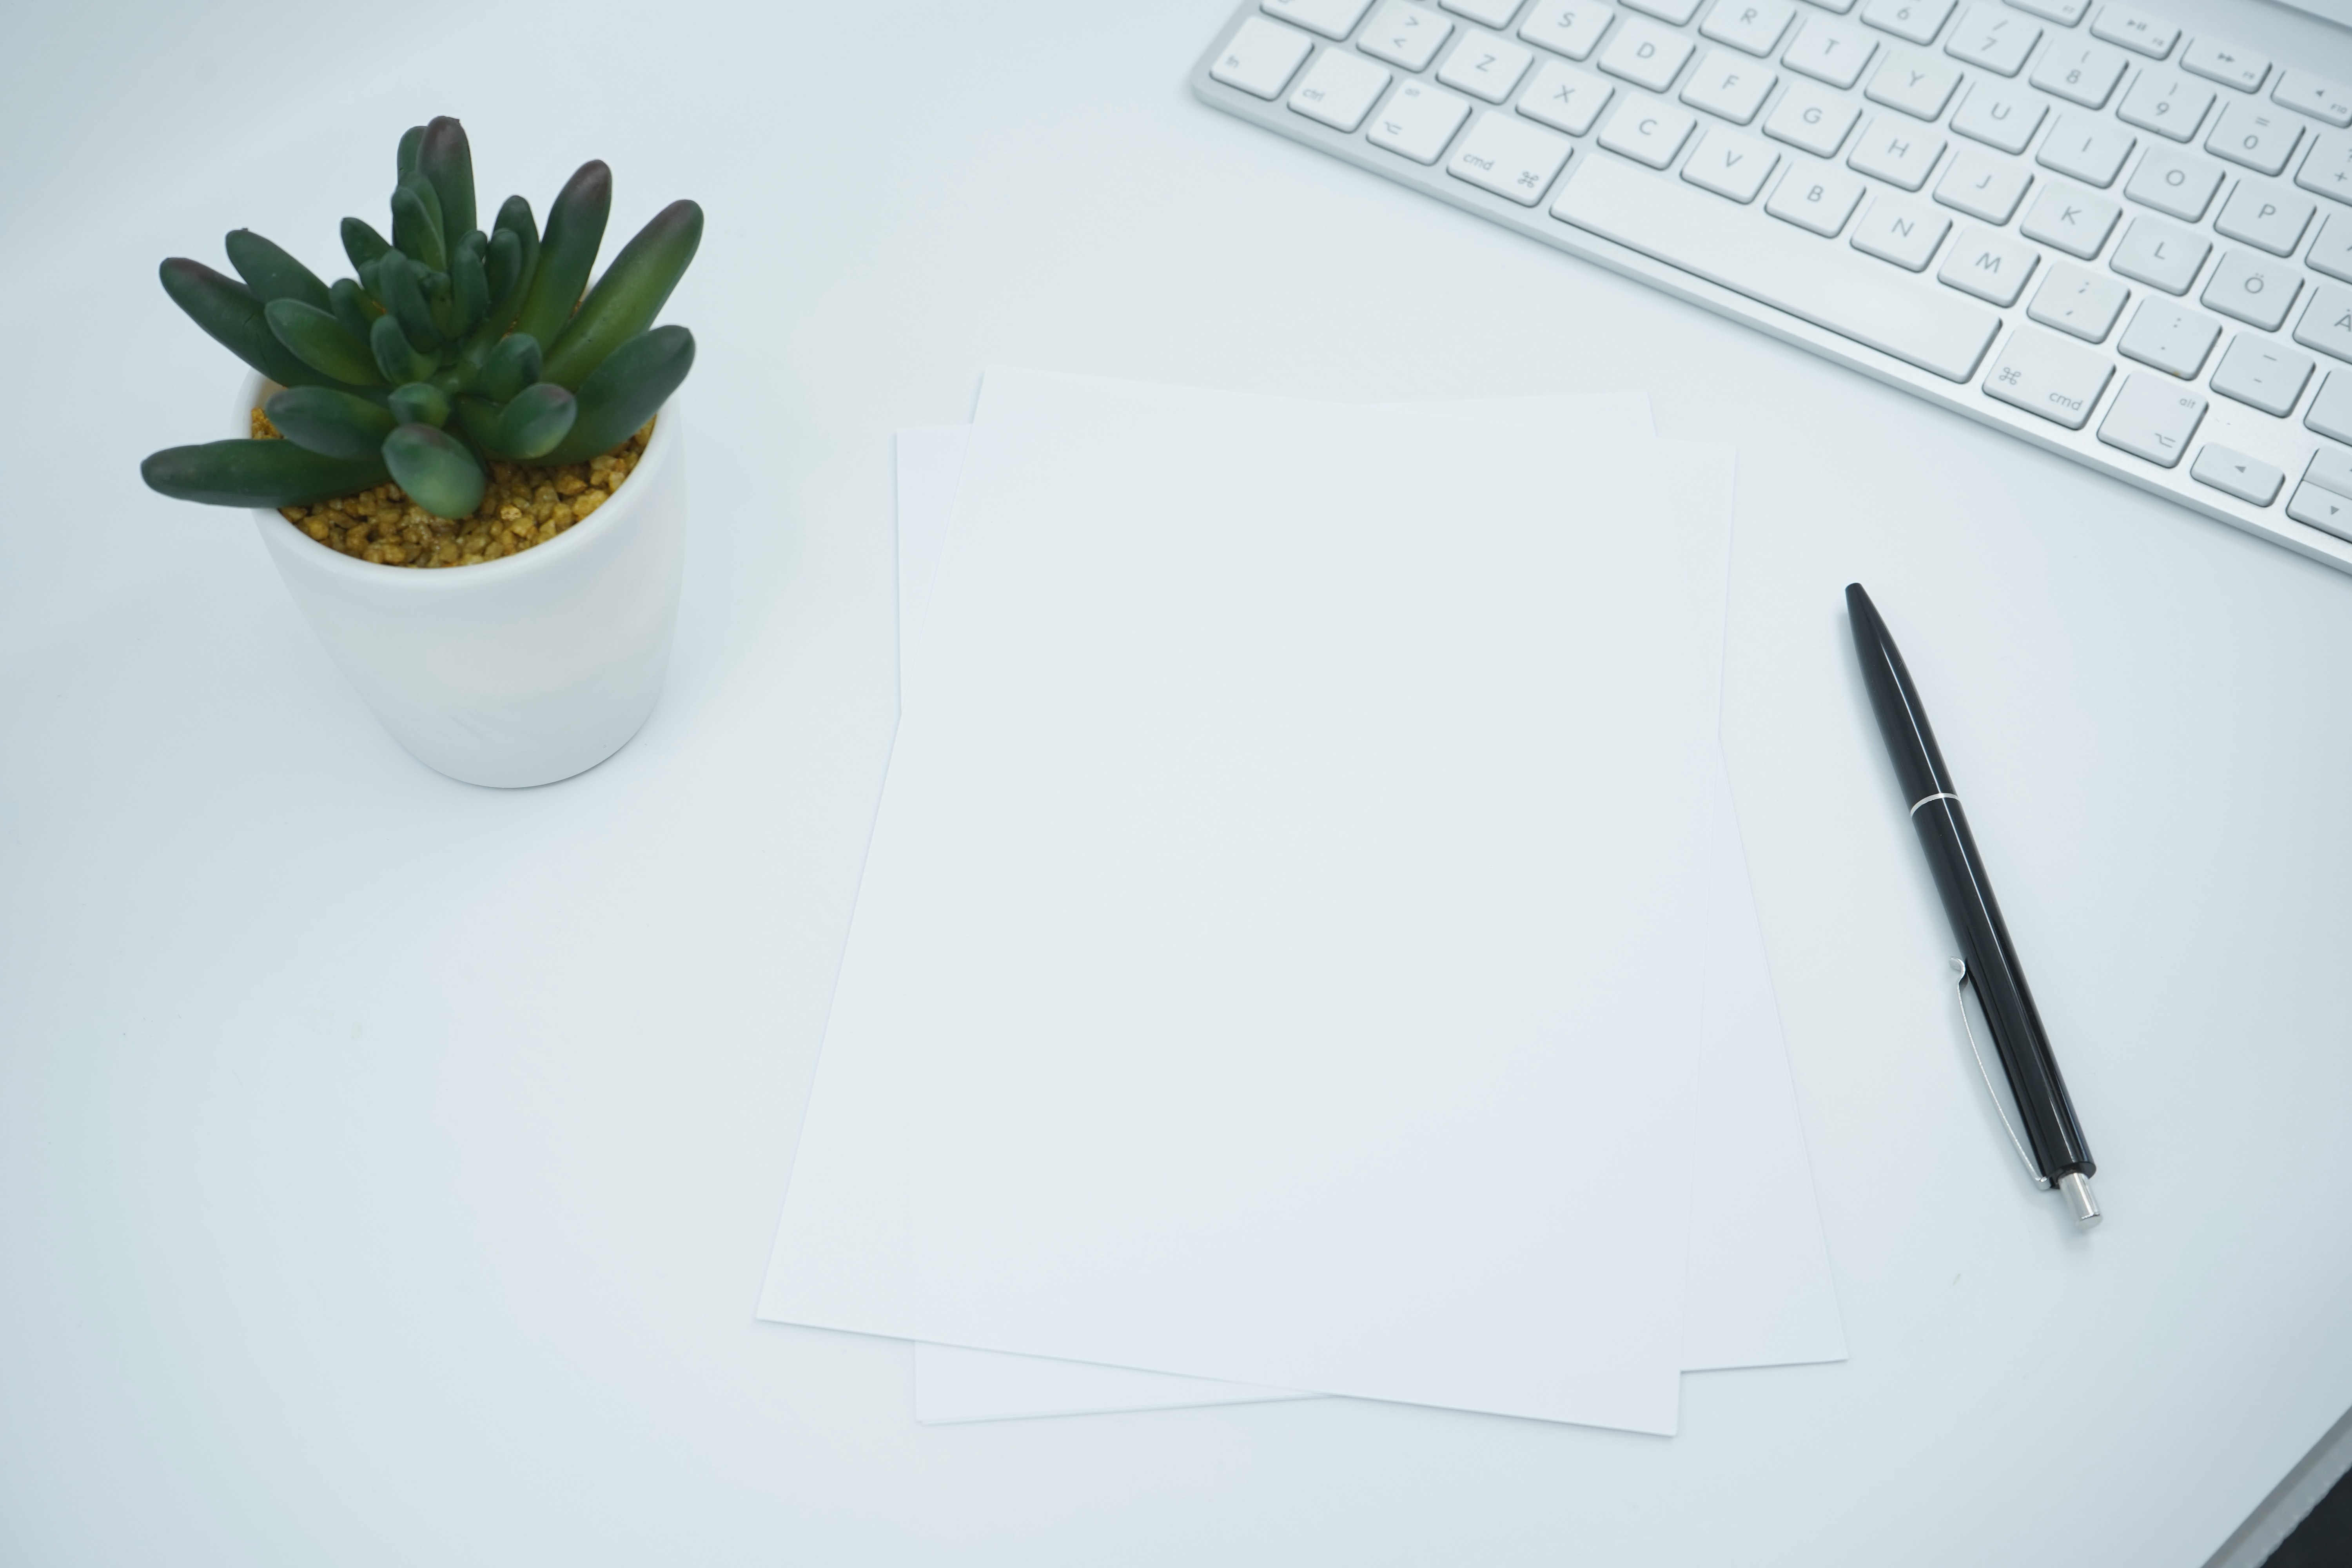 6 7 / 8 ( 9 ) 0 =
R T Y U I O P
S D F G H J K L Ö Ä
> < Z X C V B N M ; , : . _ -
fn ctrl alt ⌥ cmd ⌘ ⌘ cmd alt ⌥ ◄ ▼